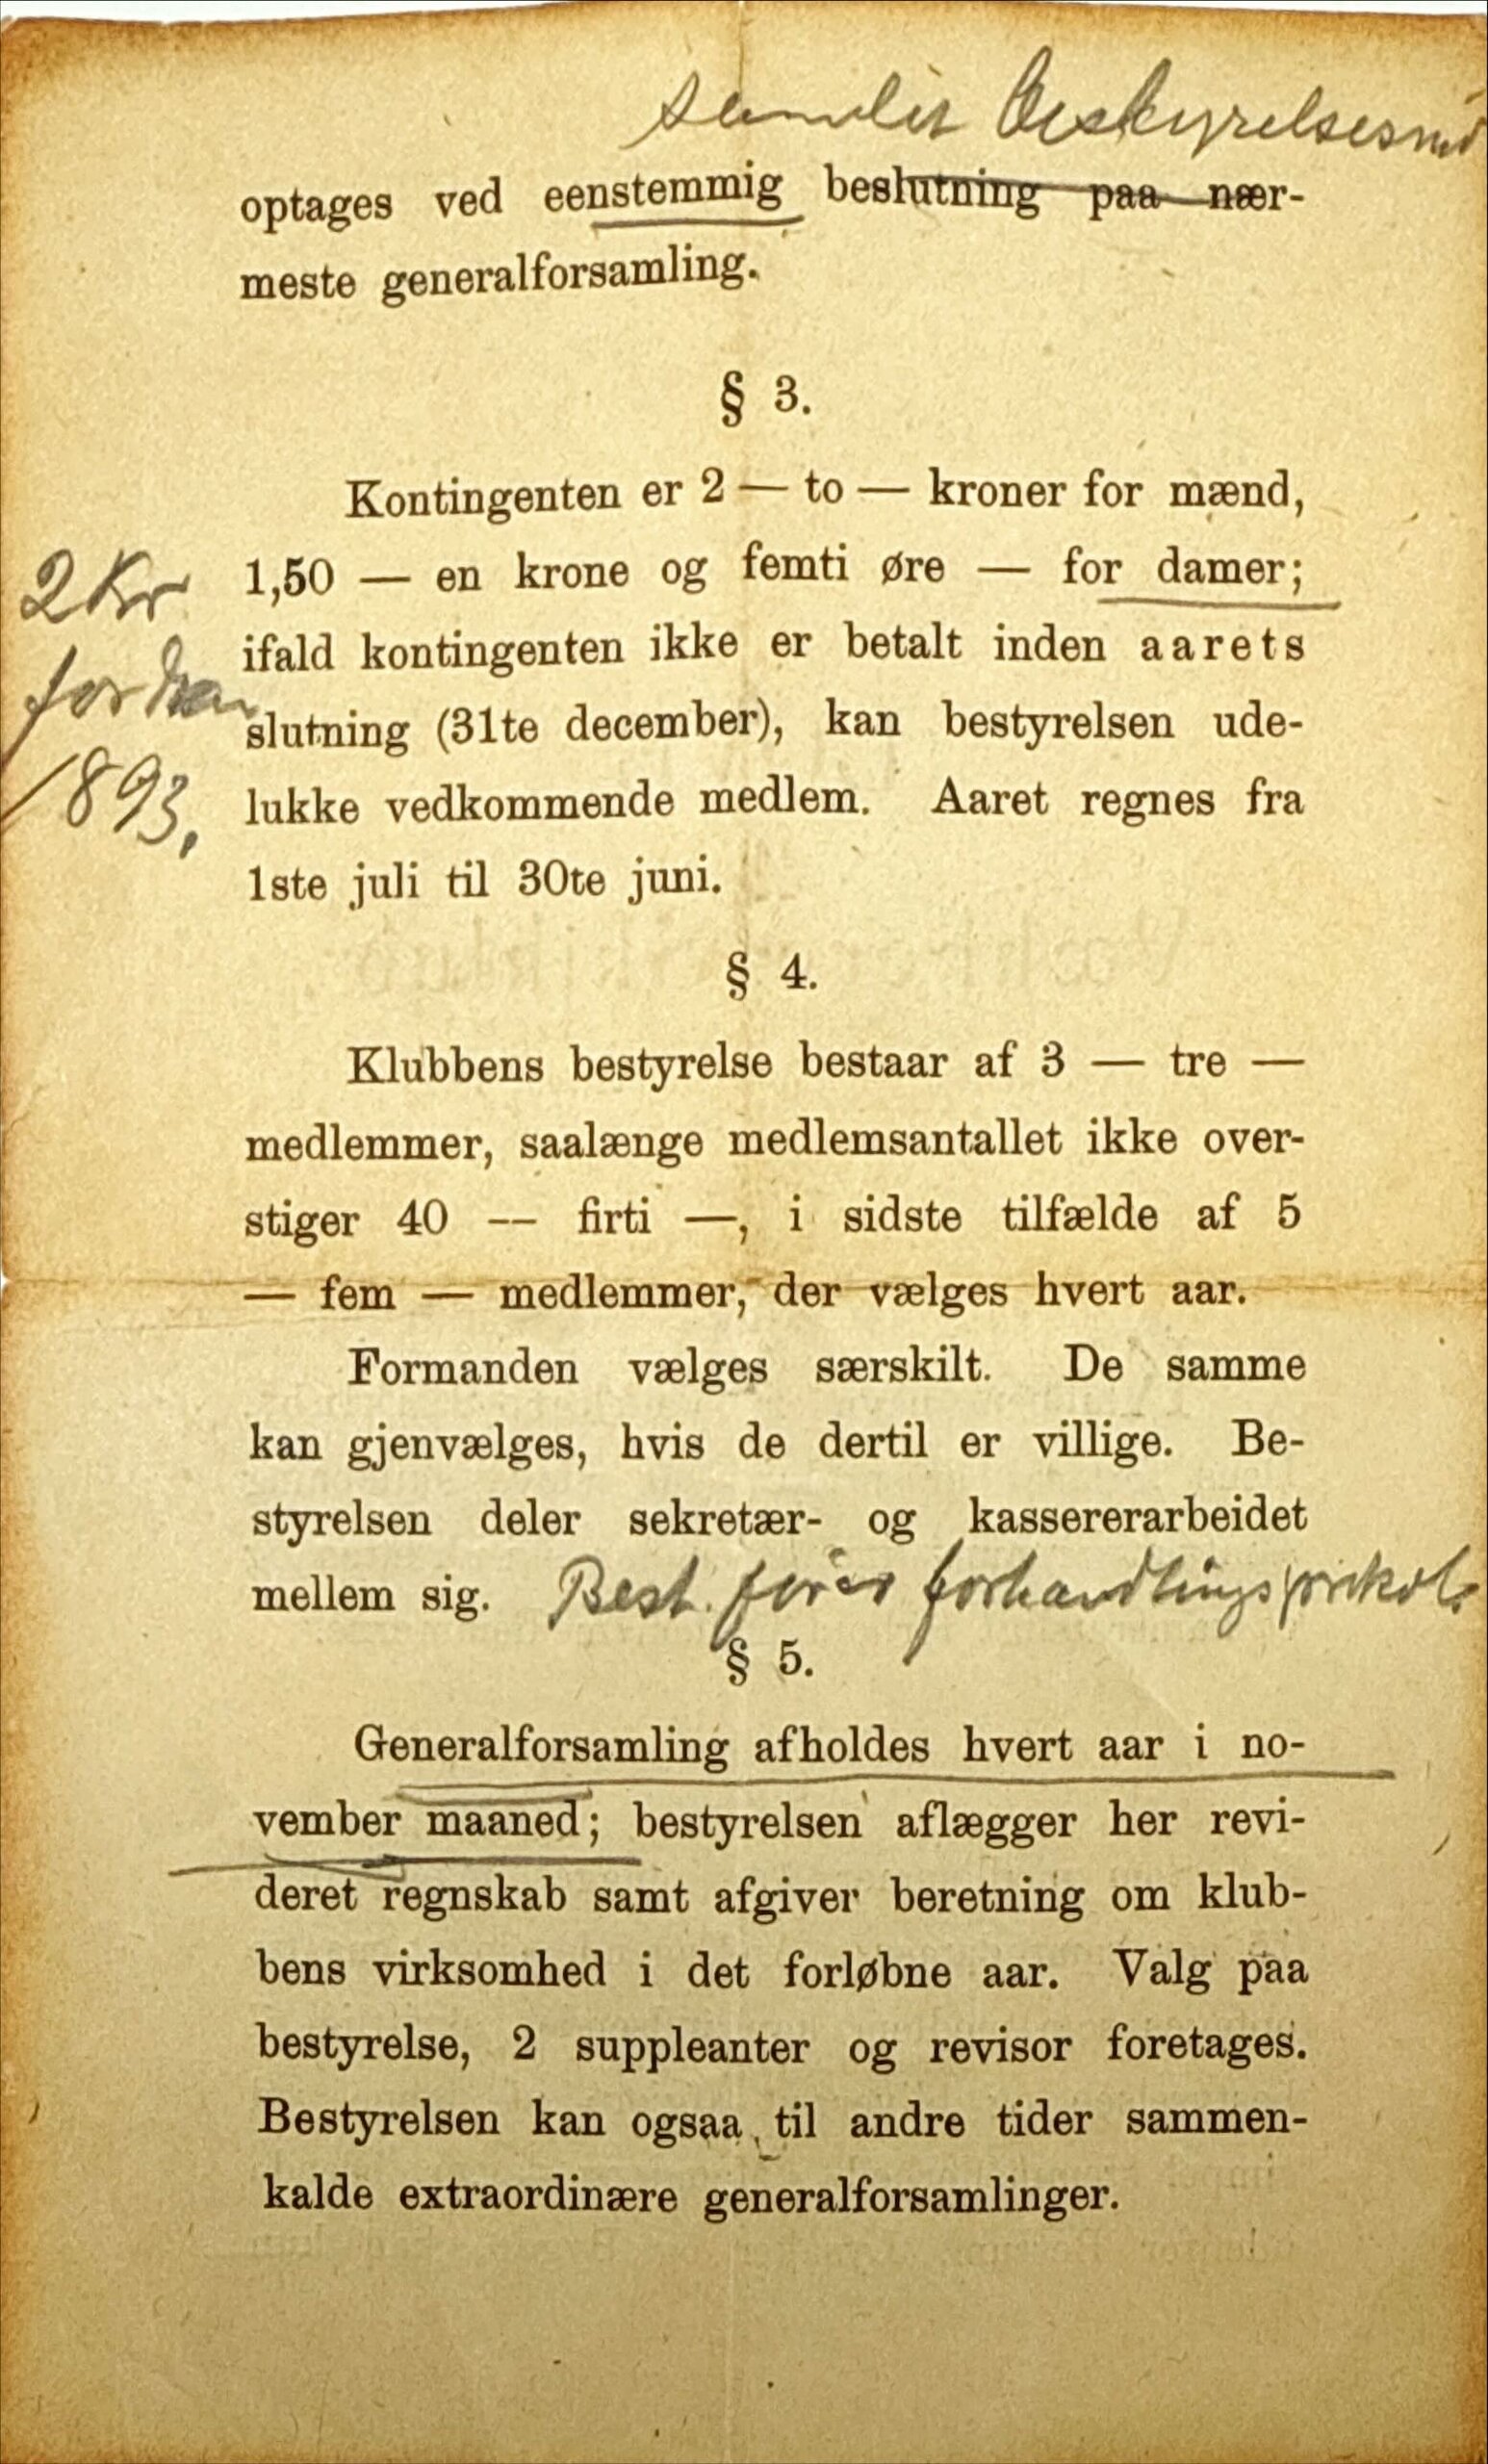 optages ved eenstemmig beslutning paa nær-
meste generalforsamling.
§ 3.
Kontingenten er 2 — to — kroner for mænd,
2 Kr
1,50 — en krone og femti øre — for damer;
ifald kontingenten ikke er betalt inden aarets
for
slutning (31te december), kan bestyrelsen ude-
1893.
lukke vedkommende medlem. Aaret regnes fra
1ste juli til 30te juni.
§ 4.
Klubbens bestyrelse bestaar af 3 — tre —
medlemmer, saalænge medlemsantallet ikke over-
stiger 40 — firti —, i sidste tilfælde af 5
— fem — medlemmer, der vælges hvert aar.
Formanden vælges særskilt. De samme
kan gjenvælges, hvis de dertil er villige. Be-
styrelsen deler sekretær- og kassererarbeidet
mellem sig. Best. fører
§ 5.
Generalforsamling afholdes hvert aar i no-
vember maaned; bestyrelsen aflægger her revi-
deret regnskab samt afgiver beretning om klub-
bens virksomhed i det forløbne aar. Valg paa
bestyrelse, 2 suppleanter og revisor foretages.
Bestyrelsen kan ogsaa til andre tider sammen-
kalde extraordinære generalforsamlinger.